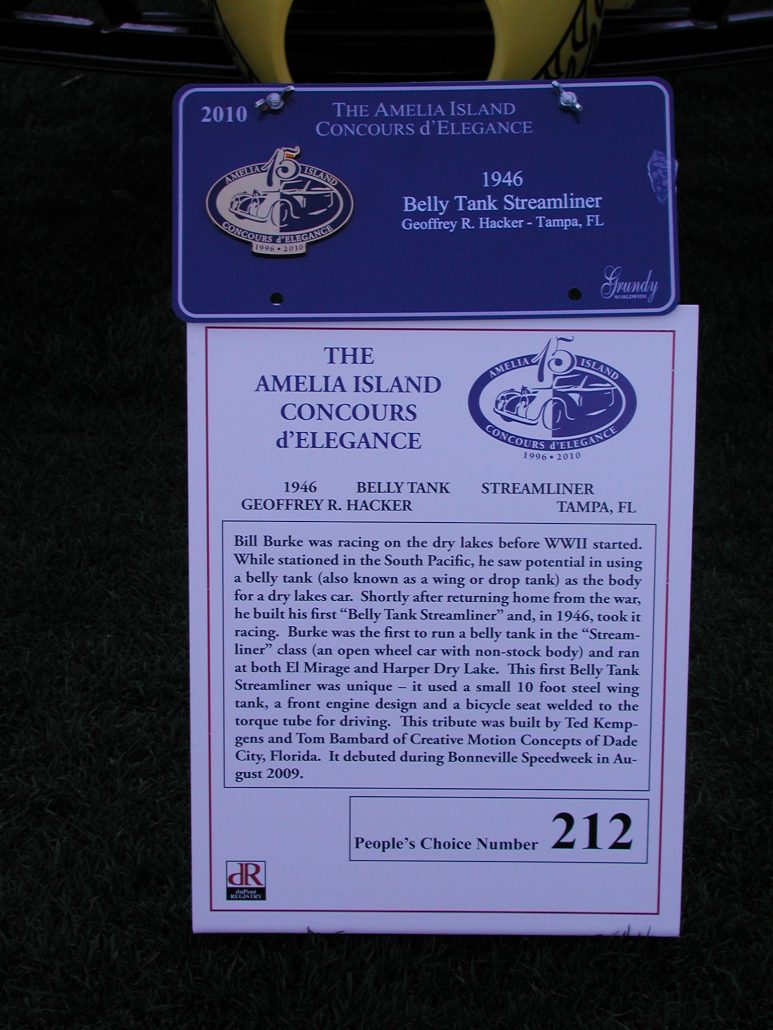 2010
THE AMELIA ISLAND
CONCOURS d'ELEGANCE
15
AMELIA ISLAND
CONCOURS d'ELEGANCE
1996 • 2010
1946
Belly Tank Streamliner
Geoffrey R. Hacker - Tampa, FL
Grundy
WORLDWIDE
THE
AMELIA ISLAND
CONCOURS
d'ELEGANCE
15
AMELIA ISLAND
CONCOURS d'ELEGANCE
1996 • 2010
1946 BELLY TANK STREAMLINER
GEOFFREY R. HACKER TAMPA, FL
Bill Burke was racing on the dry lakes before WWII started.
While stationed in the South Pacific, he saw potential in using
a belly tank (also known as a wing or drop tank) as the body
for a dry lakes car. Shortly after returning home from the war,
he built his first “Belly Tank Streamliner” and, in 1946, took it
racing. Burke was the first to run a belly tank in the “Stream-
liner” class (an open wheel car with non-stock body) and ran
at both El Mirage and Harper Dry Lake. This first Belly Tank
Streamliner was unique – it used a small 10 foot steel wing
tank, a front engine design and a bicycle seat welded to the
torque tube for driving. This tribute was built by Ted Kemp-
gens and Tom Bambard of Creative Motion Concepts of Dade
City, Florida. It debuted during Bonneville Speedweek in Au-
gust 2009.
People's Choice Number 212
dR
duPont
REGISTRY